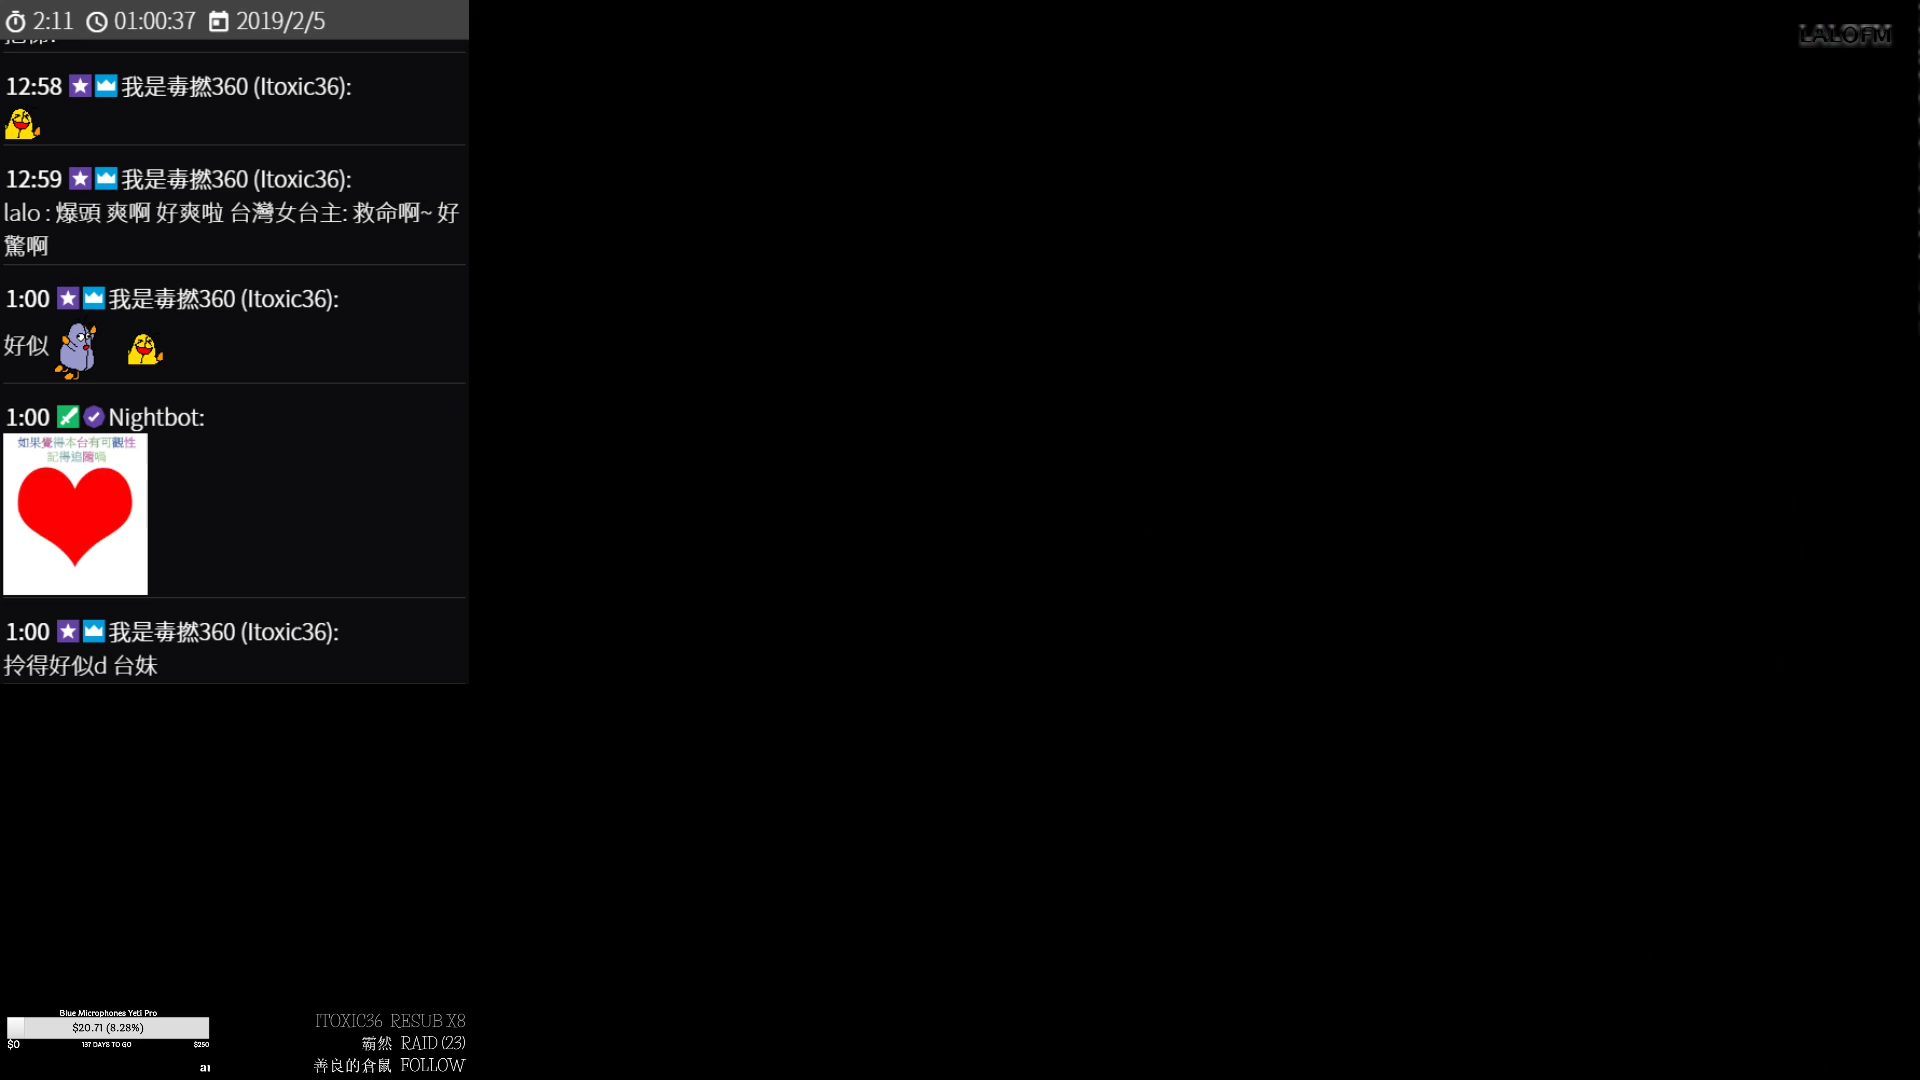 2:11 01:00:37 2019/2/5
12:58 我是毒撚360 (Itoxic36):
12:59 我是毒撚360 (Itoxic36):
lalo : 爆頭 爽啊 好爽啦 台灣女台主: 救命啊~ 好
驚啊
1:00 我是毒撚360 (Itoxic36):
好似
1:00 Nightbot:
如果覺得本台有可觀性
記得追隨喎
1:00 我是毒撚360 (Itoxic36):
拎得好似d 台妹
LALOFM
Blue Microphones Yeti Pro
$20.71 (8.28%)
$0 137 DAYS TO GO $250
a1
ITOXIC36 RESUB X8
霸然 RAID (23)
善良的倉鼠 FOLLOW